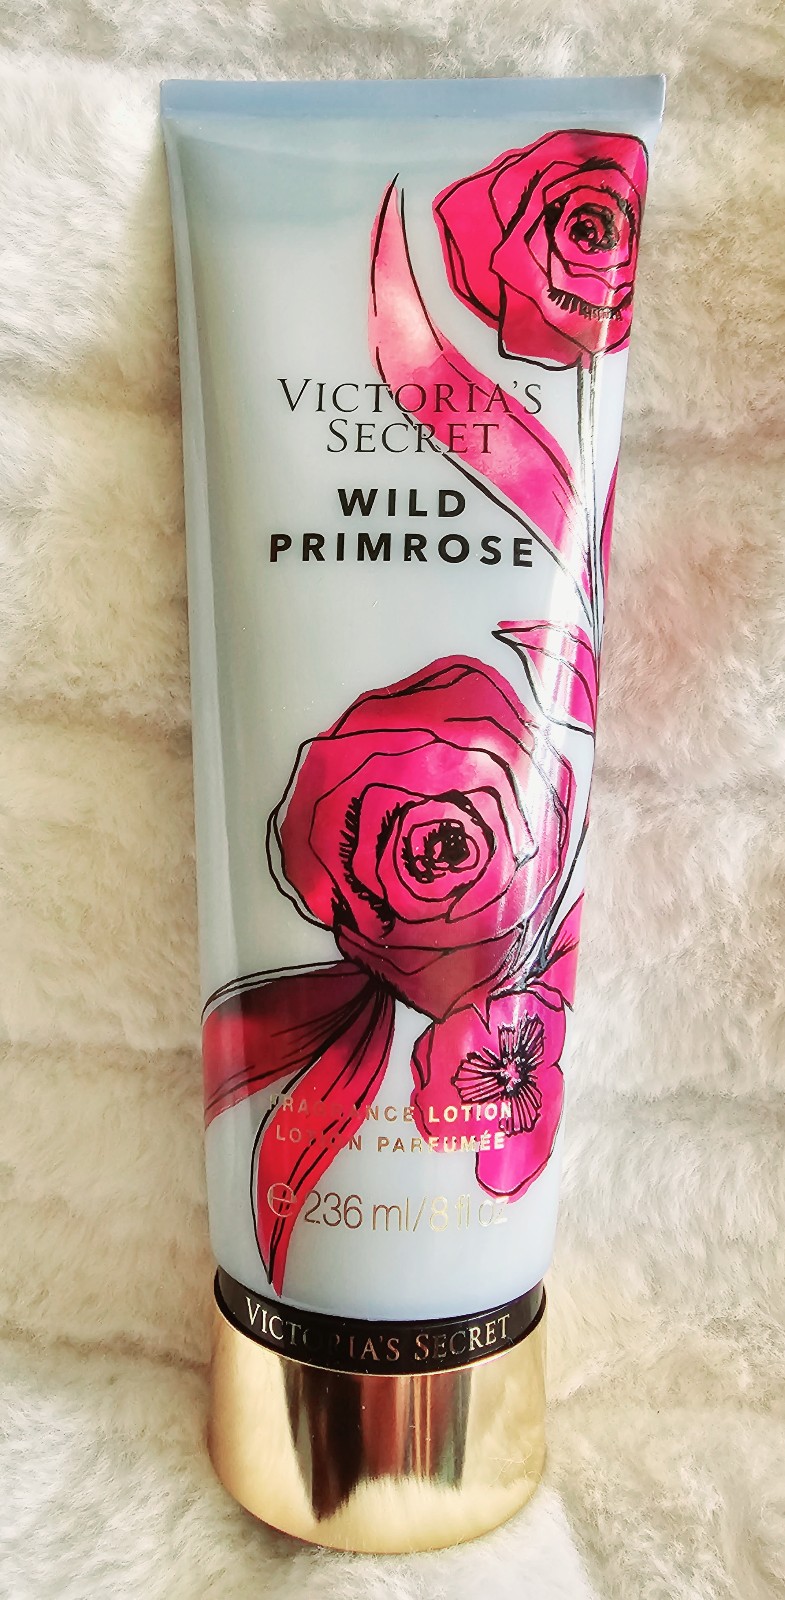 VICTORIA'S
SECRET
WILD
PRIMROSE
FRAGRANCE LOTION
LOTION PARFUMÉE
℮ 236 ml/8 fl oz
VICTORIA'S SECRET